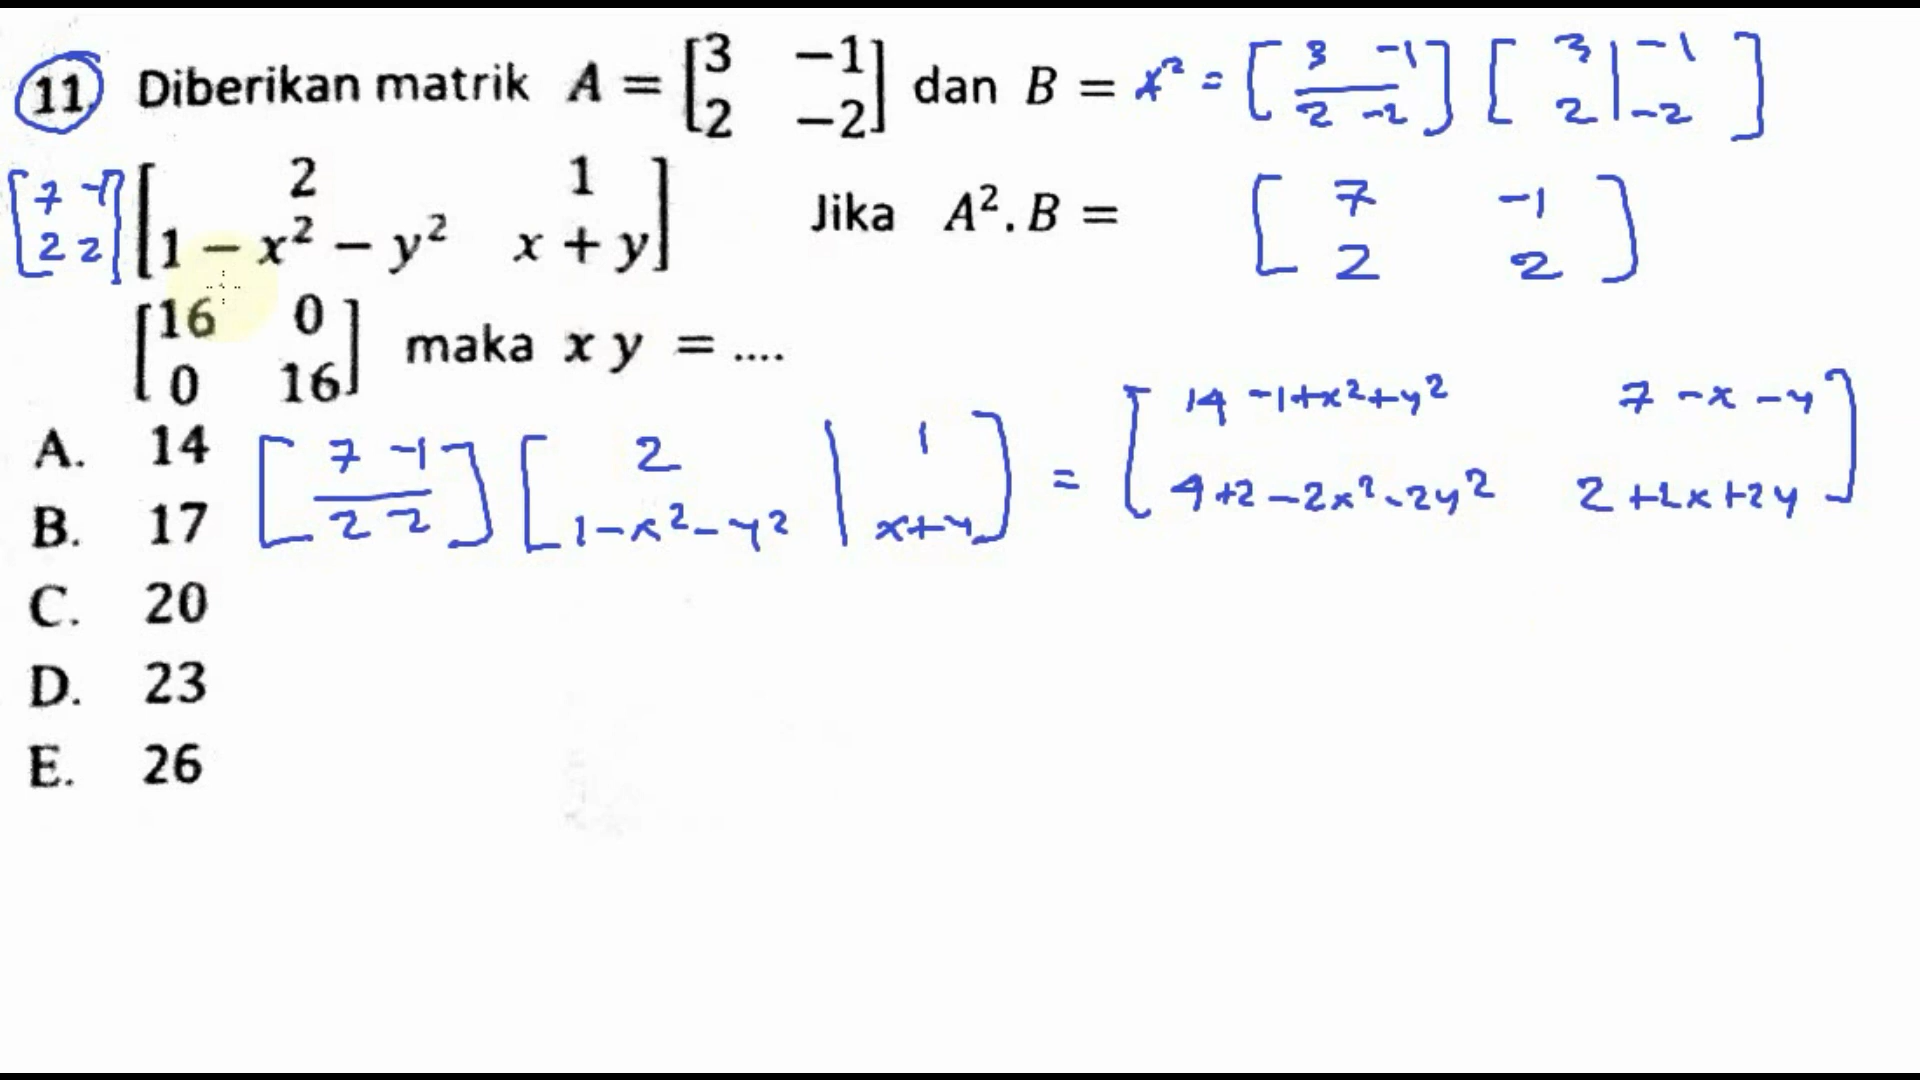 11. Diberikan matrik A = [3 −1 2 −2] dan B = A² = [3 −1 2 −2] [3 −1 2 −2]
[7 −1 2 2] [2 1 1 − x² − y² x + y] Jika A².B = [7 −1 2 2]
[16 0 0 16] maka x y = ....
[7 −1 2 2] [2 1 1−x²−y² x+y] = [14 −1+x²+y² 7 −x −y 4+2−2x²−2y² 2+2x+2y]
A. 14
B. 17
C. 20
D. 23
E. 26